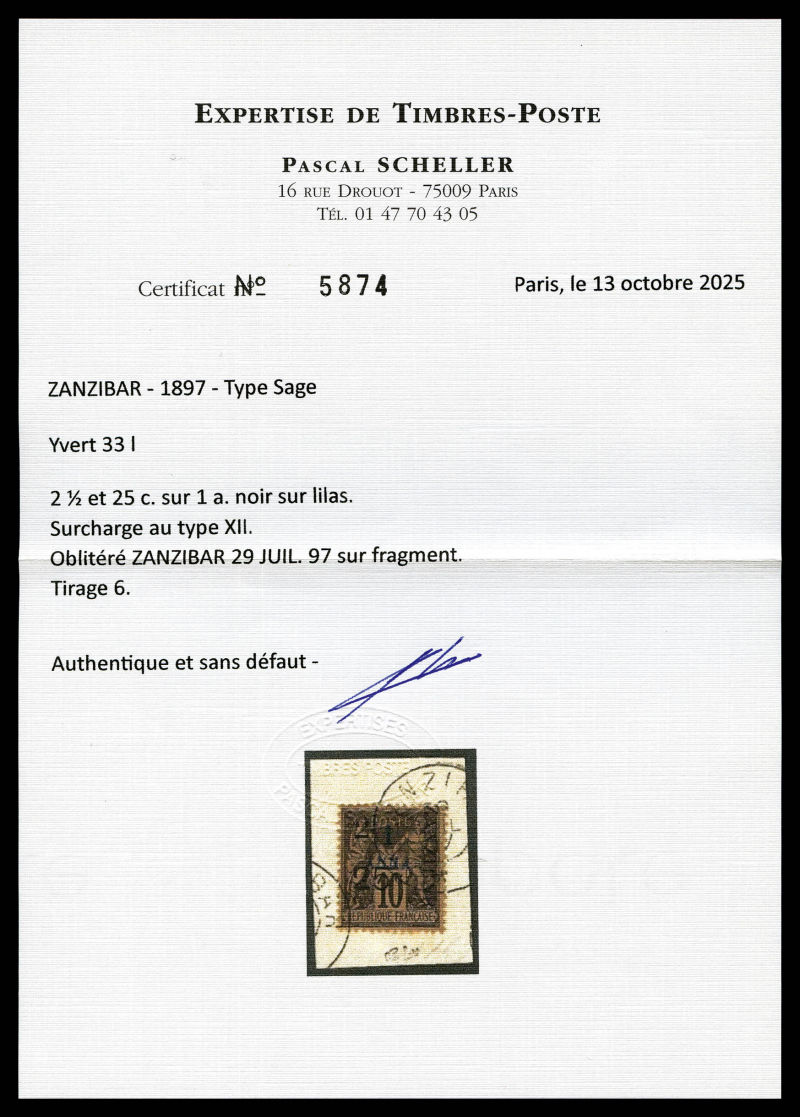 EXPERTISE DE TIMBRES-POSTE
PASCAL SCHELLER
16 RUE DROUOT - 75009 PARIS
TÉL. 01 47 70 43 05
Certificat N° 5874
Paris, le 13 octobre 2025
ZANZIBAR - 1897 - Type Sage
Yvert 33 I
2 ½ et 25 c. sur 1 a. noir sur lilas.
Surcharge au type XII.
Oblitéré ZANZIBAR 29 JUIL. 97 sur fragment.
Tirage 6.
Authentique et sans défaut -
EXPERTISES
PASCAL
NZI
10
REPUBLIQUE FRANCAISE